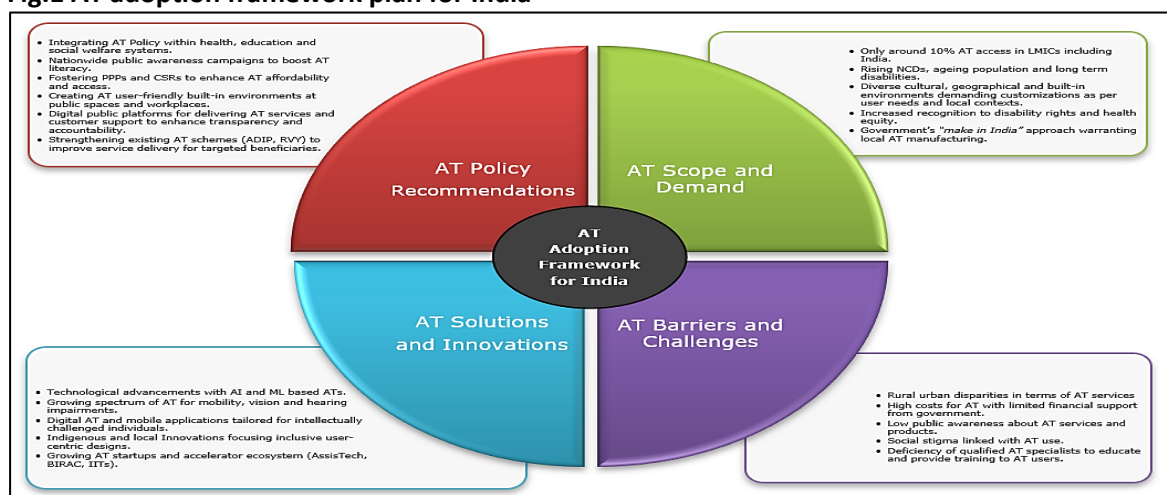 Fig.1 AT adoption framework plan for India
• Integrating AT Policy within health, education and
social welfare systems.
• Nationwide public awareness campaigns to boost AT
literacy.
• Fostering PPPs and CSRs to enhance AT affordability
and access.
• Creating AT user-friendly built-in environments at
public spaces and workplaces.
• Digital public platforms for delivering AT services and
customer support to enhance transparency and
accountability.
• Strengthening existing AT schemes (ADIP, RVY) to
improve service delivery for targeted beneficiaries.
• Only around 10% AT access in LMICs including
India.
• Rising NCDs, ageing population and long term
disabilities.
• Diverse cultural, geographical and built-in
environments demanding customizations as per
user needs and local contexts.
• Increased recognition to disability rights and health
equity.
• Government's "make in India" approach warranting
local AT manufacturing.
AT Policy
Recommendations
AT Scope and
Demand
AT
Adoption
Framework
for India
AT Solutions
and Innovations
AT Barriers and
Challenges
• Technological advancements with AI and ML based ATs.
• Growing spectrum of AT for mobility, vision and hearing
impairments.
• Digital AT and mobile applications tailored for intellectually
challenged individuals.
• Indigenous and local Innovations focusing inclusive user-
centric designs.
• Growing AT startups and accelerator ecosystem (AssisTech,
BIRAC, IITs).
• Rural urban disparities in terms of AT services
• High costs for AT with limited financial support
from government.
• Low public awareness about AT services and
products.
• Social stigma linked with AT use.
• Deficiency of qualified AT specialists to educate
and provide training to AT users.